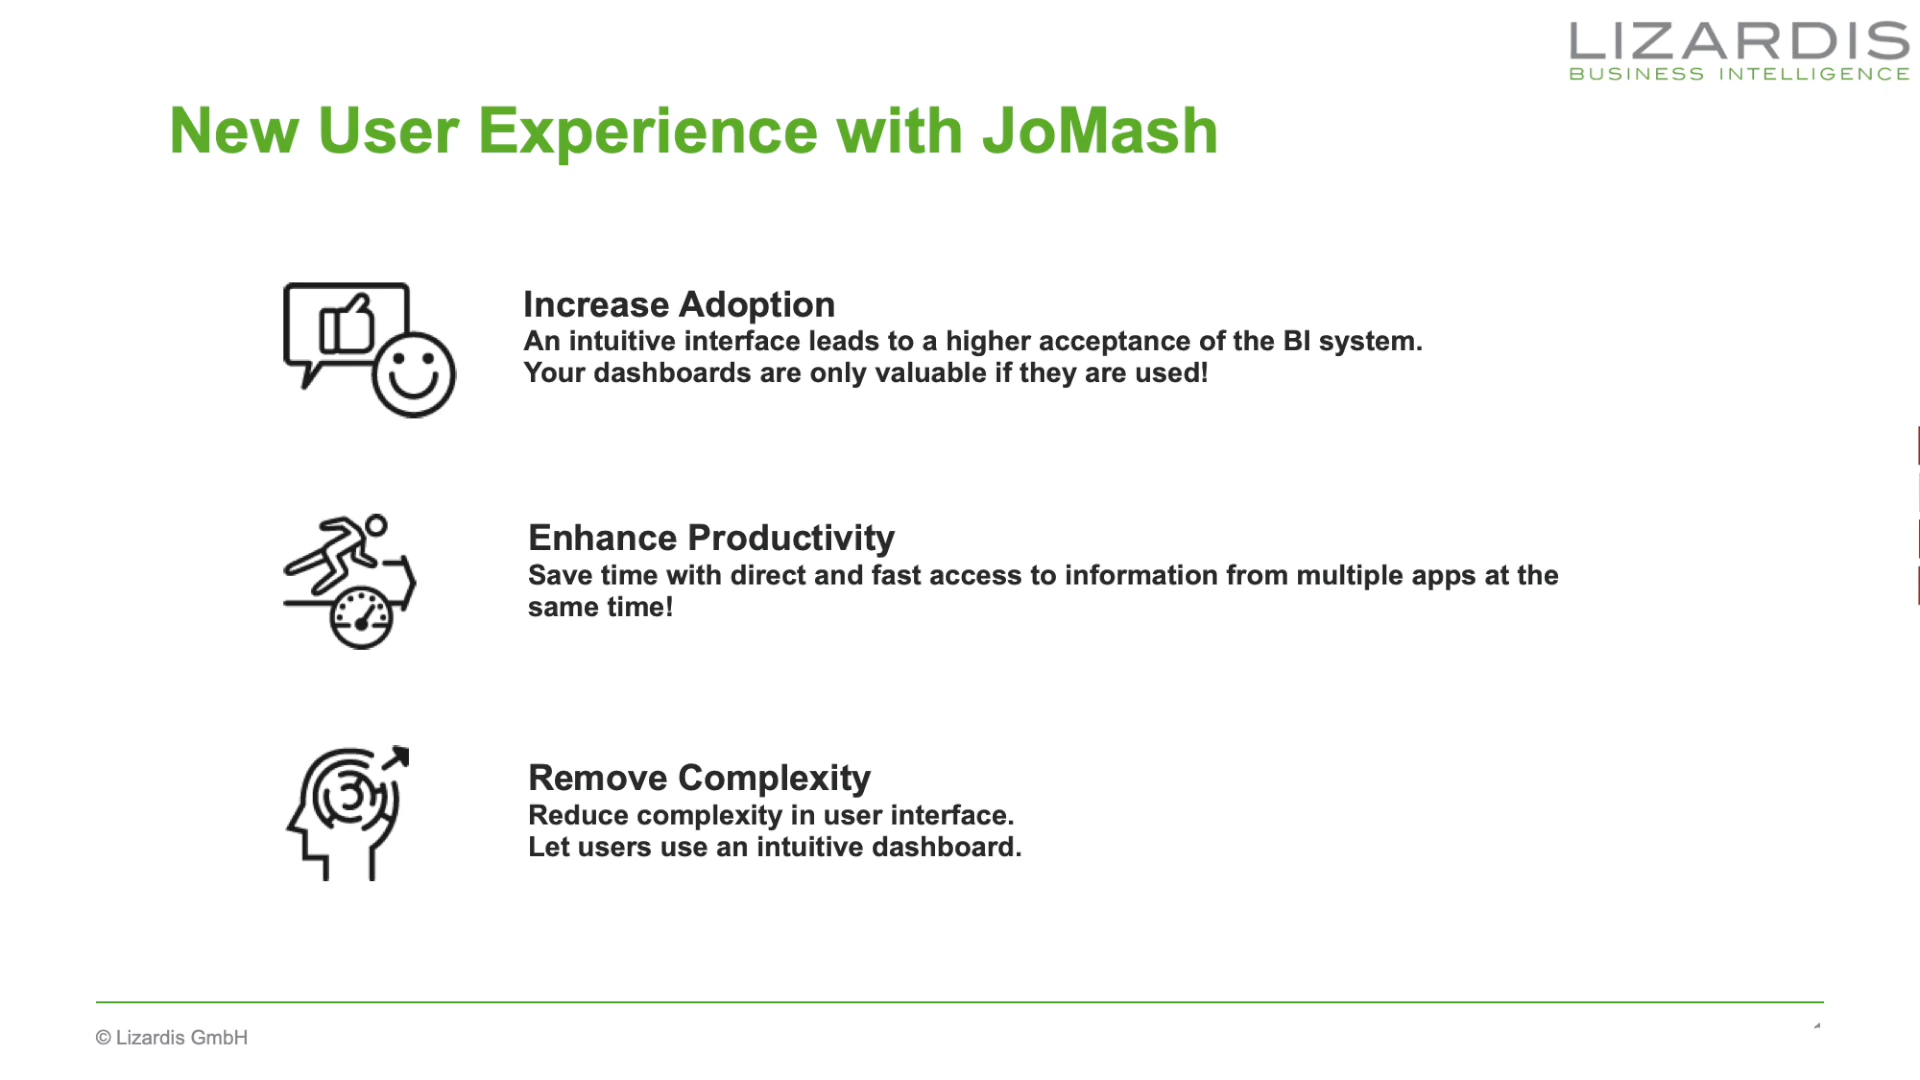 LIZARDIS
BUSINESS INTELLIGENCE
New User Experience with JoMash
Increase Adoption
An intuitive interface leads to a higher acceptance of the BI system.
Your dashboards are only valuable if they are used!
Enhance Productivity
Save time with direct and fast access to information from multiple apps at the
same time!
Remove Complexity
Reduce complexity in user interface.
Let users use an intuitive dashboard.
© Lizardis GmbH